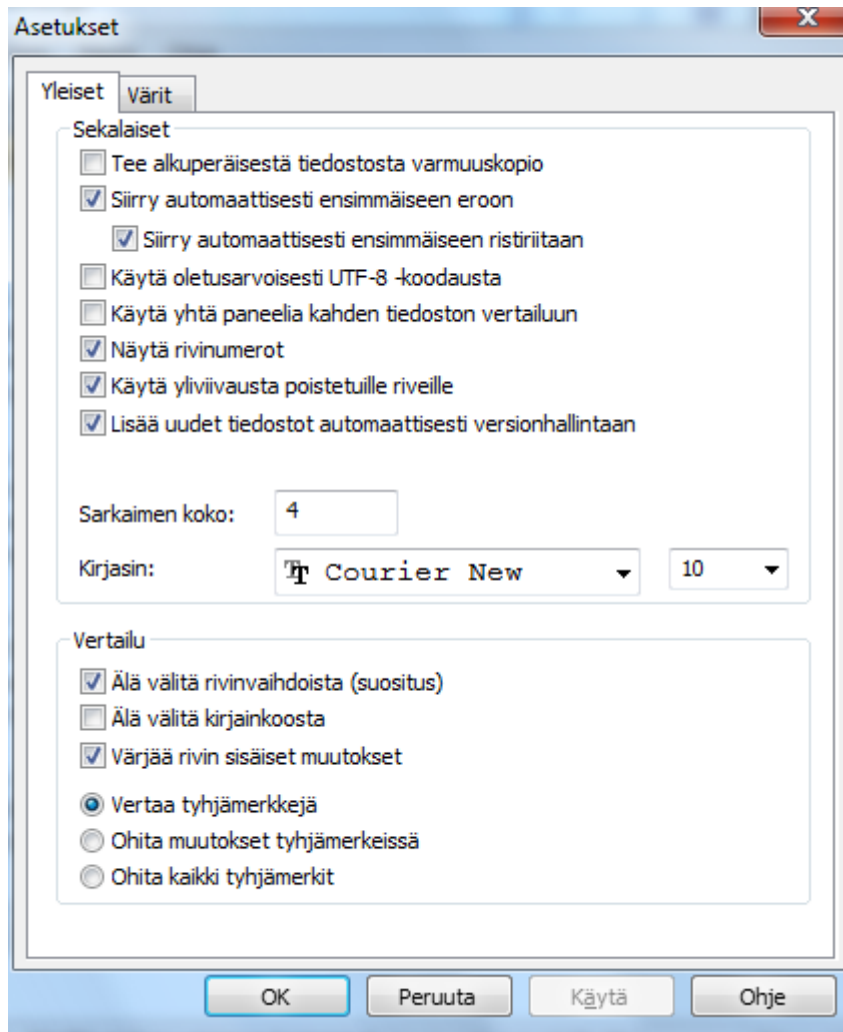 Asetukset
Yleiset
Värit
Sekalaiset
Tee alkuperäisestä tiedostosta varmuuskopio
Siirry automaattisesti ensimmäiseen eroon
Siirry automaattisesti ensimmäiseen ristiriitaan
Käytä oletusarvoisesti UTF-8 -koodausta
Käytä yhtä paneelia kahden tiedoston vertailuun
Näytä rivinumerot
Käytä yliviivausta poistetuille riveille
Lisää uudet tiedostot automaattisesti versionhallintaan
Sarkaimen koko: 4
Kirjasin: Courier New 10
Vertailu
Älä välitä rivinvaihdoista (suositus)
Älä välitä kirjainkoosta
Värjää rivin sisäiset muutokset
Vertaa tyhjämerkkejä
Ohita muutokset tyhjämerkeissä
Ohita kaikki tyhjämerkit
OK Peruuta Käytä Ohje